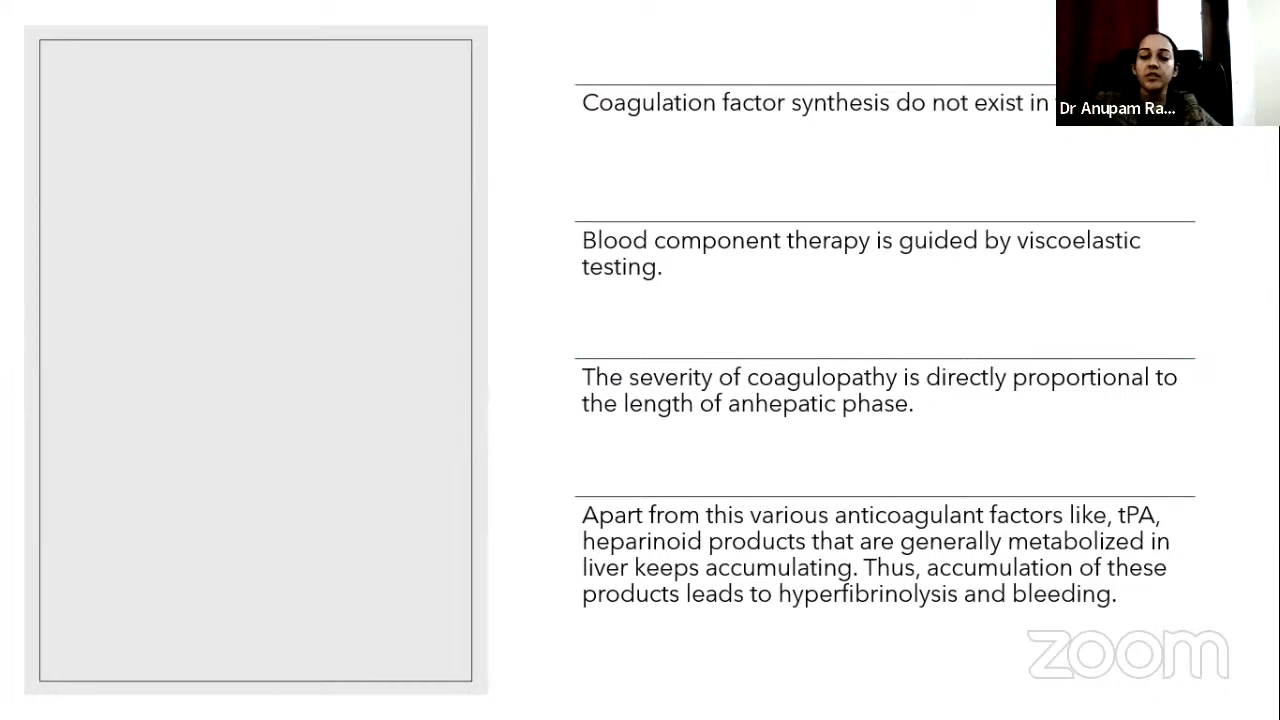 Coagulation factor synthesis do not exist in
Dr Anupam Ra...
Blood component therapy is guided by viscoelastic
testing.
The severity of coagulopathy is directly proportional to
the length of anhepatic phase.
Apart from this various anticoagulant factors like, tPA,
heparinoid products that are generally metabolized in
liver keeps accumulating. Thus, accumulation of these
products leads to hyperfibrinolysis and bleeding.
zoom